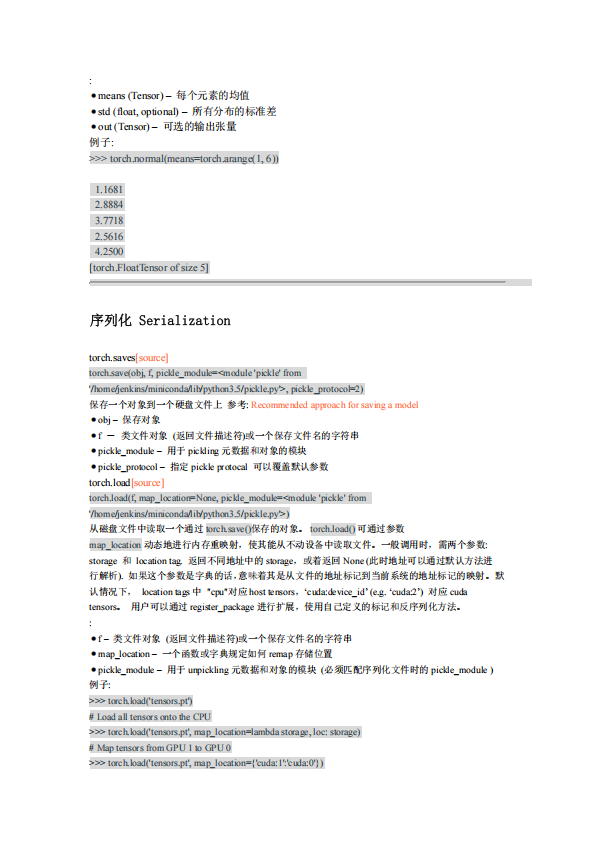 :
●means (Tensor) – 每个元素的均值
●std (float, optional) – 所有分布的标准差
●out (Tensor) – 可选的输出张量
例子:
>>> torch.normal(means=torch.arange(1, 6))
1.1681
2.8884
3.7718
2.5616
4.2500
[torch.FloatTensor of size 5]
序列化 Serialization
torch.saves[source]
torch.save(obj, f, pickle_module=<module 'pickle' from
'/home/jenkins/miniconda/lib/python3.5/pickle.py'>, pickle_protocol=2)
保存一个对象到一个硬盘文件上 参考: Recommended approach for saving a model
●obj – 保存对象
●f － 类文件对象 (返回文件描述符)或一个保存文件名的字符串
●pickle_module – 用于 pickling 元数据和对象的模块
●pickle_protocol – 指定 pickle protocal 可以覆盖默认参数
torch.load[source]
torch.load(f, map_location=None, pickle_module=<module 'pickle' from
'/home/jenkins/miniconda/lib/python3.5/pickle.py'>)
从磁盘文件中读取一个通过 torch.save()保存的对象。 torch.load() 可通过参数
map_location 动态地进行内存重映射，使其能从不动设备中读取文件。一般调用时，需两个参数:
storage 和 location tag. 返回不同地址中的 storage，或着返回 None (此时地址可以通过默认方法进
行解析). 如果这个参数是字典的话，意味着其是从文件的地址标记到当前系统的地址标记的映射。默
认情况下， location tags 中 "cpu"对应 host tensors，‘cuda:device_id’ (e.g. ‘cuda:2’) 对应 cuda
tensors。 用户可以通过 register_package 进行扩展，使用自己定义的标记和反序列化方法。
:
●f – 类文件对象 (返回文件描述符)或一个保存文件名的字符串
●map_location – 一个函数或字典规定如何 remap 存储位置
●pickle_module – 用于 unpickling 元数据和对象的模块 (必须匹配序列化文件时的 pickle_module )
例子:
>>> torch.load('tensors.pt')
# Load all tensors onto the CPU
>>> torch.load('tensors.pt', map_location=lambda storage, loc: storage)
# Map tensors from GPU 1 to GPU 0
>>> torch.load('tensors.pt', map_location={'cuda:1':'cuda:0'})